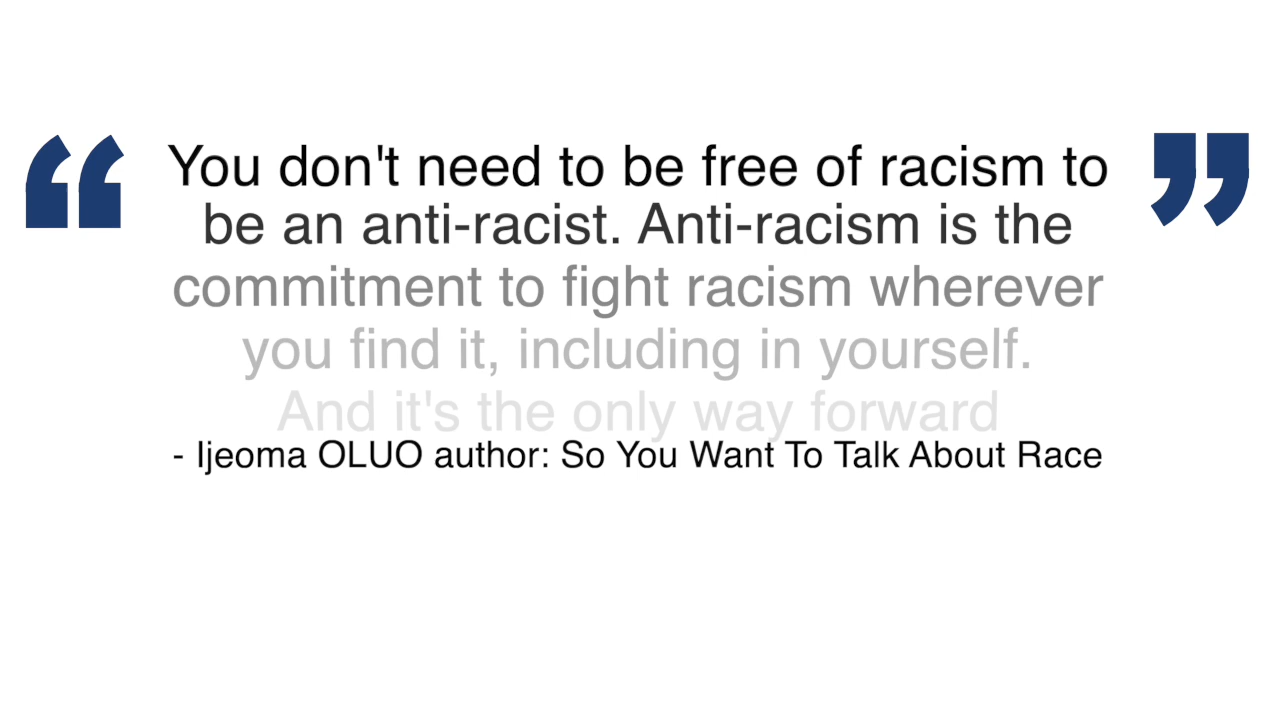 “ You don't need to be free of racism to ”
be an anti-racist. Anti-racism is the
commitment to fight racism wherever
you find it, including in yourself.
And it's the only way forward
- Ijeoma OLUO author: So You Want To Talk About Race